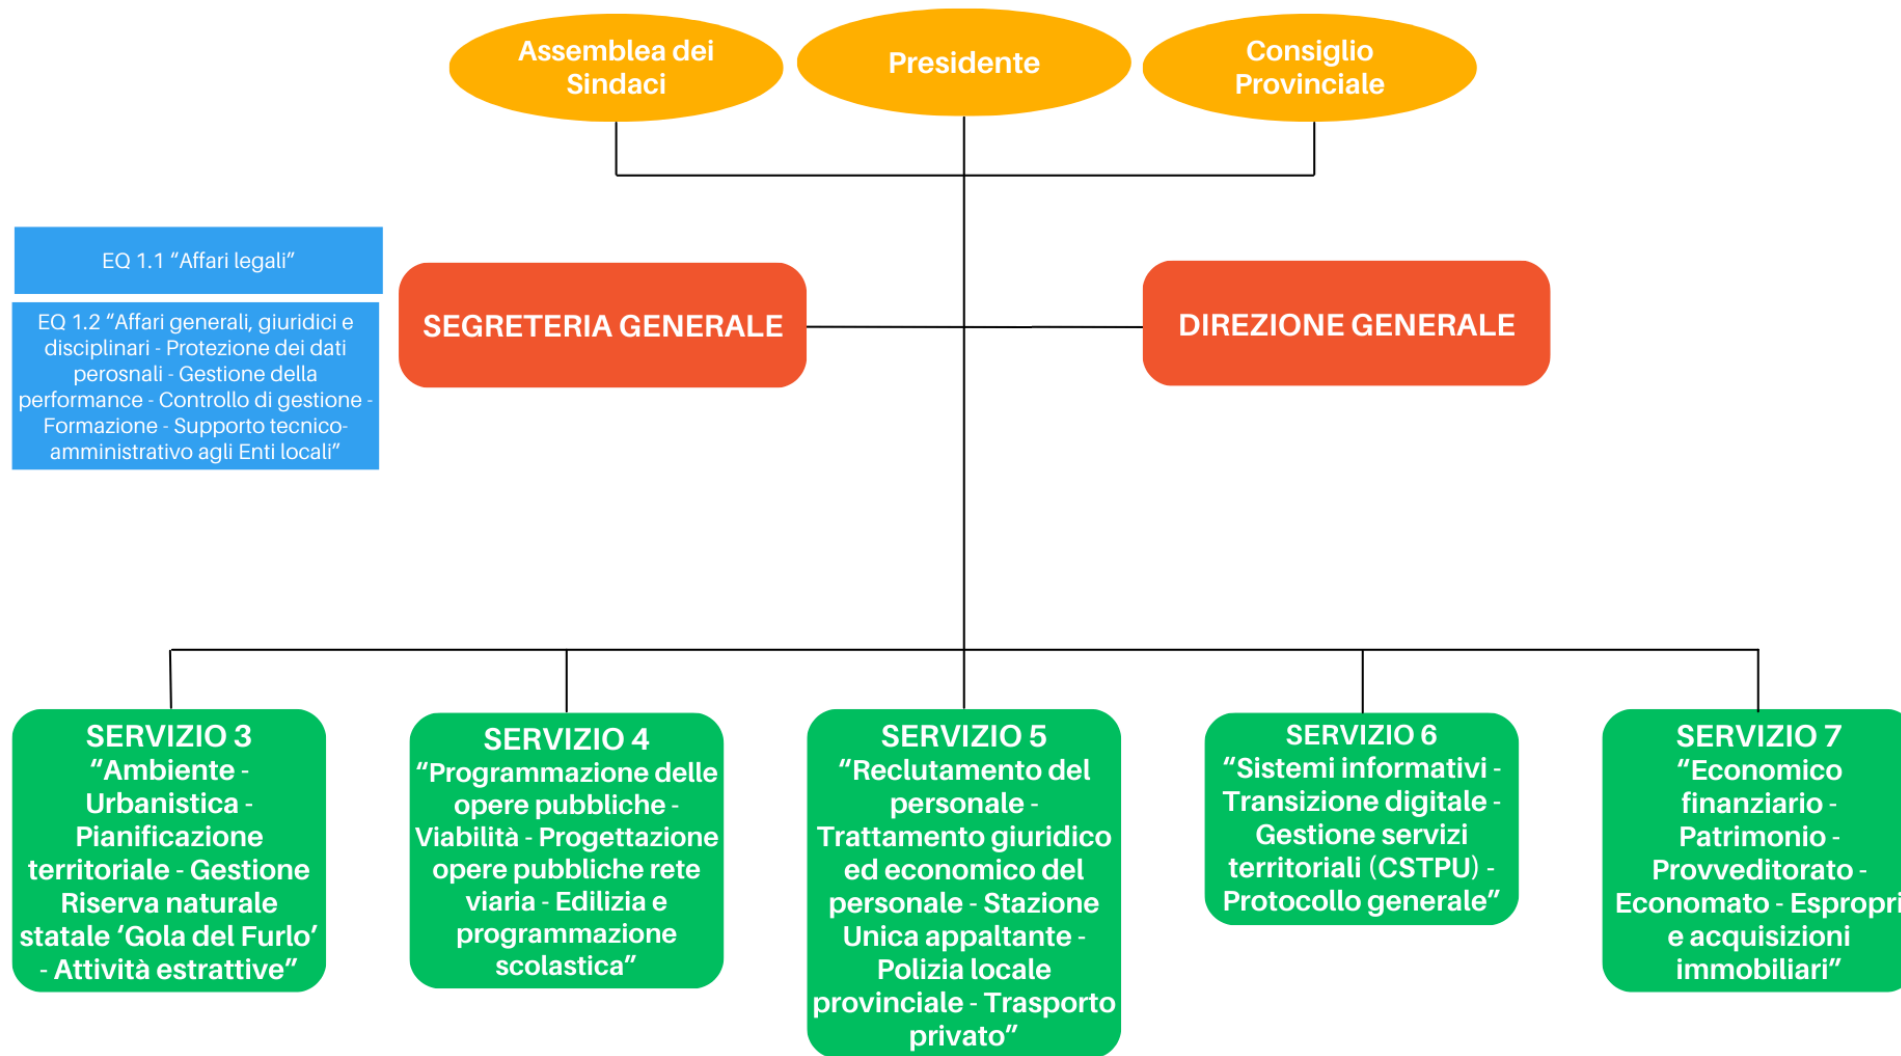 Assemblea dei
Sindaci
Presidente
Consiglio
Provinciale
EQ 1.1 “Affari legali”
EQ 1.2 “Affari generali, giuridici e
disciplinari - Protezione dei dati
perosnali - Gestione della
performance - Controllo di gestione -
Formazione - Supporto tecnico-
amministrativo agli Enti locali”
SEGRETERIA GENERALE
DIREZIONE GENERALE
SERVIZIO 3
“Ambiente -
Urbanistica -
Pianificazione
territoriale - Gestione
Riserva naturale
statale ‘Gola del Furlo’
- Attività estrattive”
SERVIZIO 4
“Programmazione delle
opere pubbliche -
Viabilità - Progettazione
opere pubbliche rete
viaria - Edilizia e
programmazione
scolastica”
SERVIZIO 5
“Reclutamento del
personale -
Trattamento giuridico
ed economico del
personale - Stazione
Unica appaltante -
Polizia locale
provinciale - Trasporto
privato”
SERVIZIO 6
“Sistemi informativi -
Transizione digitale -
Gestione servizi
territoriali (CSTPU) -
Protocollo generale”
SERVIZIO 7
“Economico
finanziario -
Patrimonio -
Provveditorato -
Economato - Espropri
e acquisizioni
immobiliari”